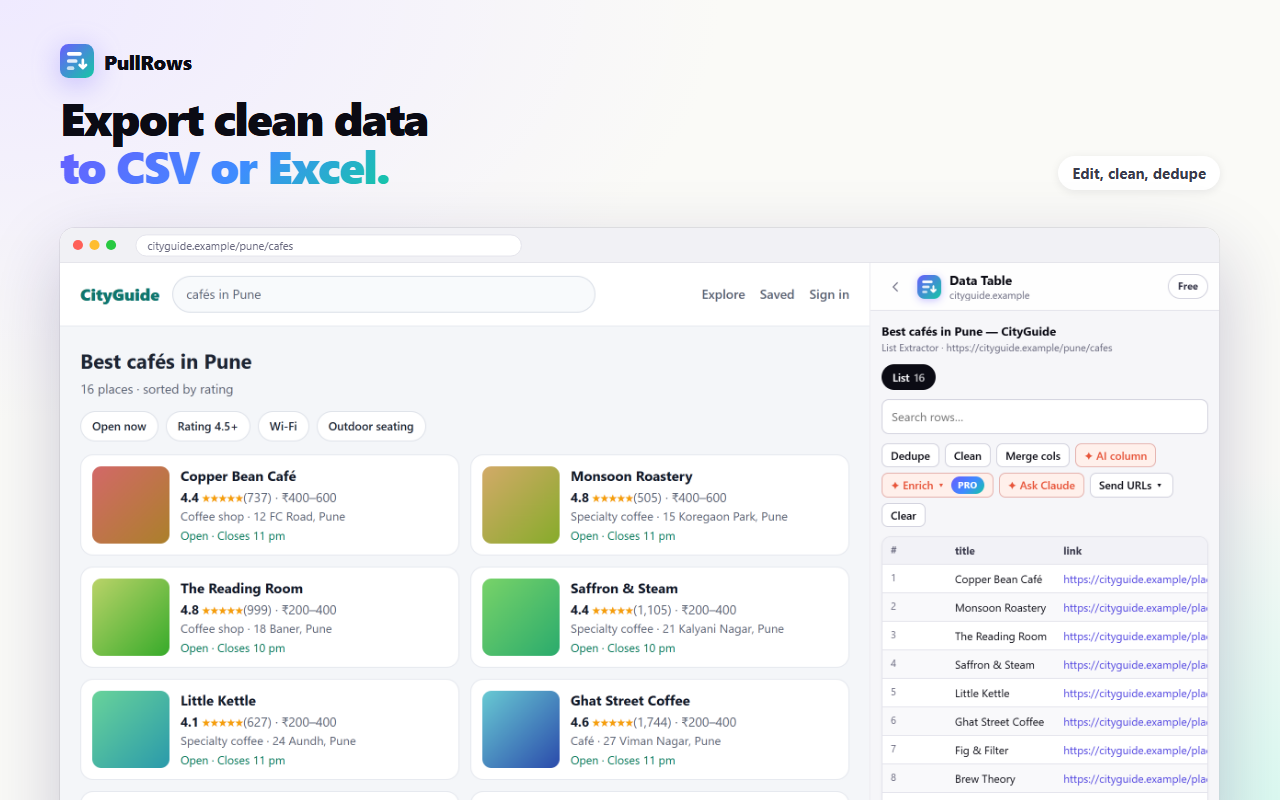 PullRows
Export clean data
to CSV or Excel.
Edit, clean, dedupe
cityguide.example/pune/cafes
CityGuide
cafés in Pune
Explore Saved Sign in
Best cafés in Pune
16 places · sorted by rating
Open now Rating 4.5+ Wi-Fi Outdoor seating
Copper Bean Café
4.4 ★★★★★(737) · ₹400–600
Coffee shop · 12 FC Road, Pune
Open · Closes 11 pm
Monsoon Roastery
4.8 ★★★★★(505) · ₹400–600
Specialty coffee · 15 Koregaon Park, Pune
Open · Closes 11 pm
The Reading Room
4.8 ★★★★★(999) · ₹200–400
Coffee shop · 18 Baner, Pune
Open · Closes 10 pm
Saffron & Steam
4.4 ★★★★★(1,105) · ₹200–400
Specialty coffee · 21 Kalyani Nagar, Pune
Open · Closes 10 pm
Little Kettle
4.1 ★★★★★(627) · ₹200–400
Specialty coffee · 24 Aundh, Pune
Open · Closes 11 pm
Ghat Street Coffee
4.6 ★★★★★(1,744) · ₹200–400
Café · 27 Viman Nagar, Pune
Open · Closes 11 pm
Data Table
cityguide.example
Free
Best cafés in Pune — CityGuide
List Extractor · https://cityguide.example/pune/cafes
List 16
Search rows...
Dedupe Clean Merge cols ✦ AI column
✦ Enrich ▾ PRO ✦ Ask Claude Send URLs ▾
Clear
# title link
1 Copper Bean Café https://cityguide.example/pla
2 Monsoon Roastery https://cityguide.example/pla
3 The Reading Room https://cityguide.example/pla
4 Saffron & Steam https://cityguide.example/pla
5 Little Kettle https://cityguide.example/pla
6 Ghat Street Coffee https://cityguide.example/pla
7 Fig & Filter https://cityguide.example/pla
8 Brew Theory https://cityguide.example/pla